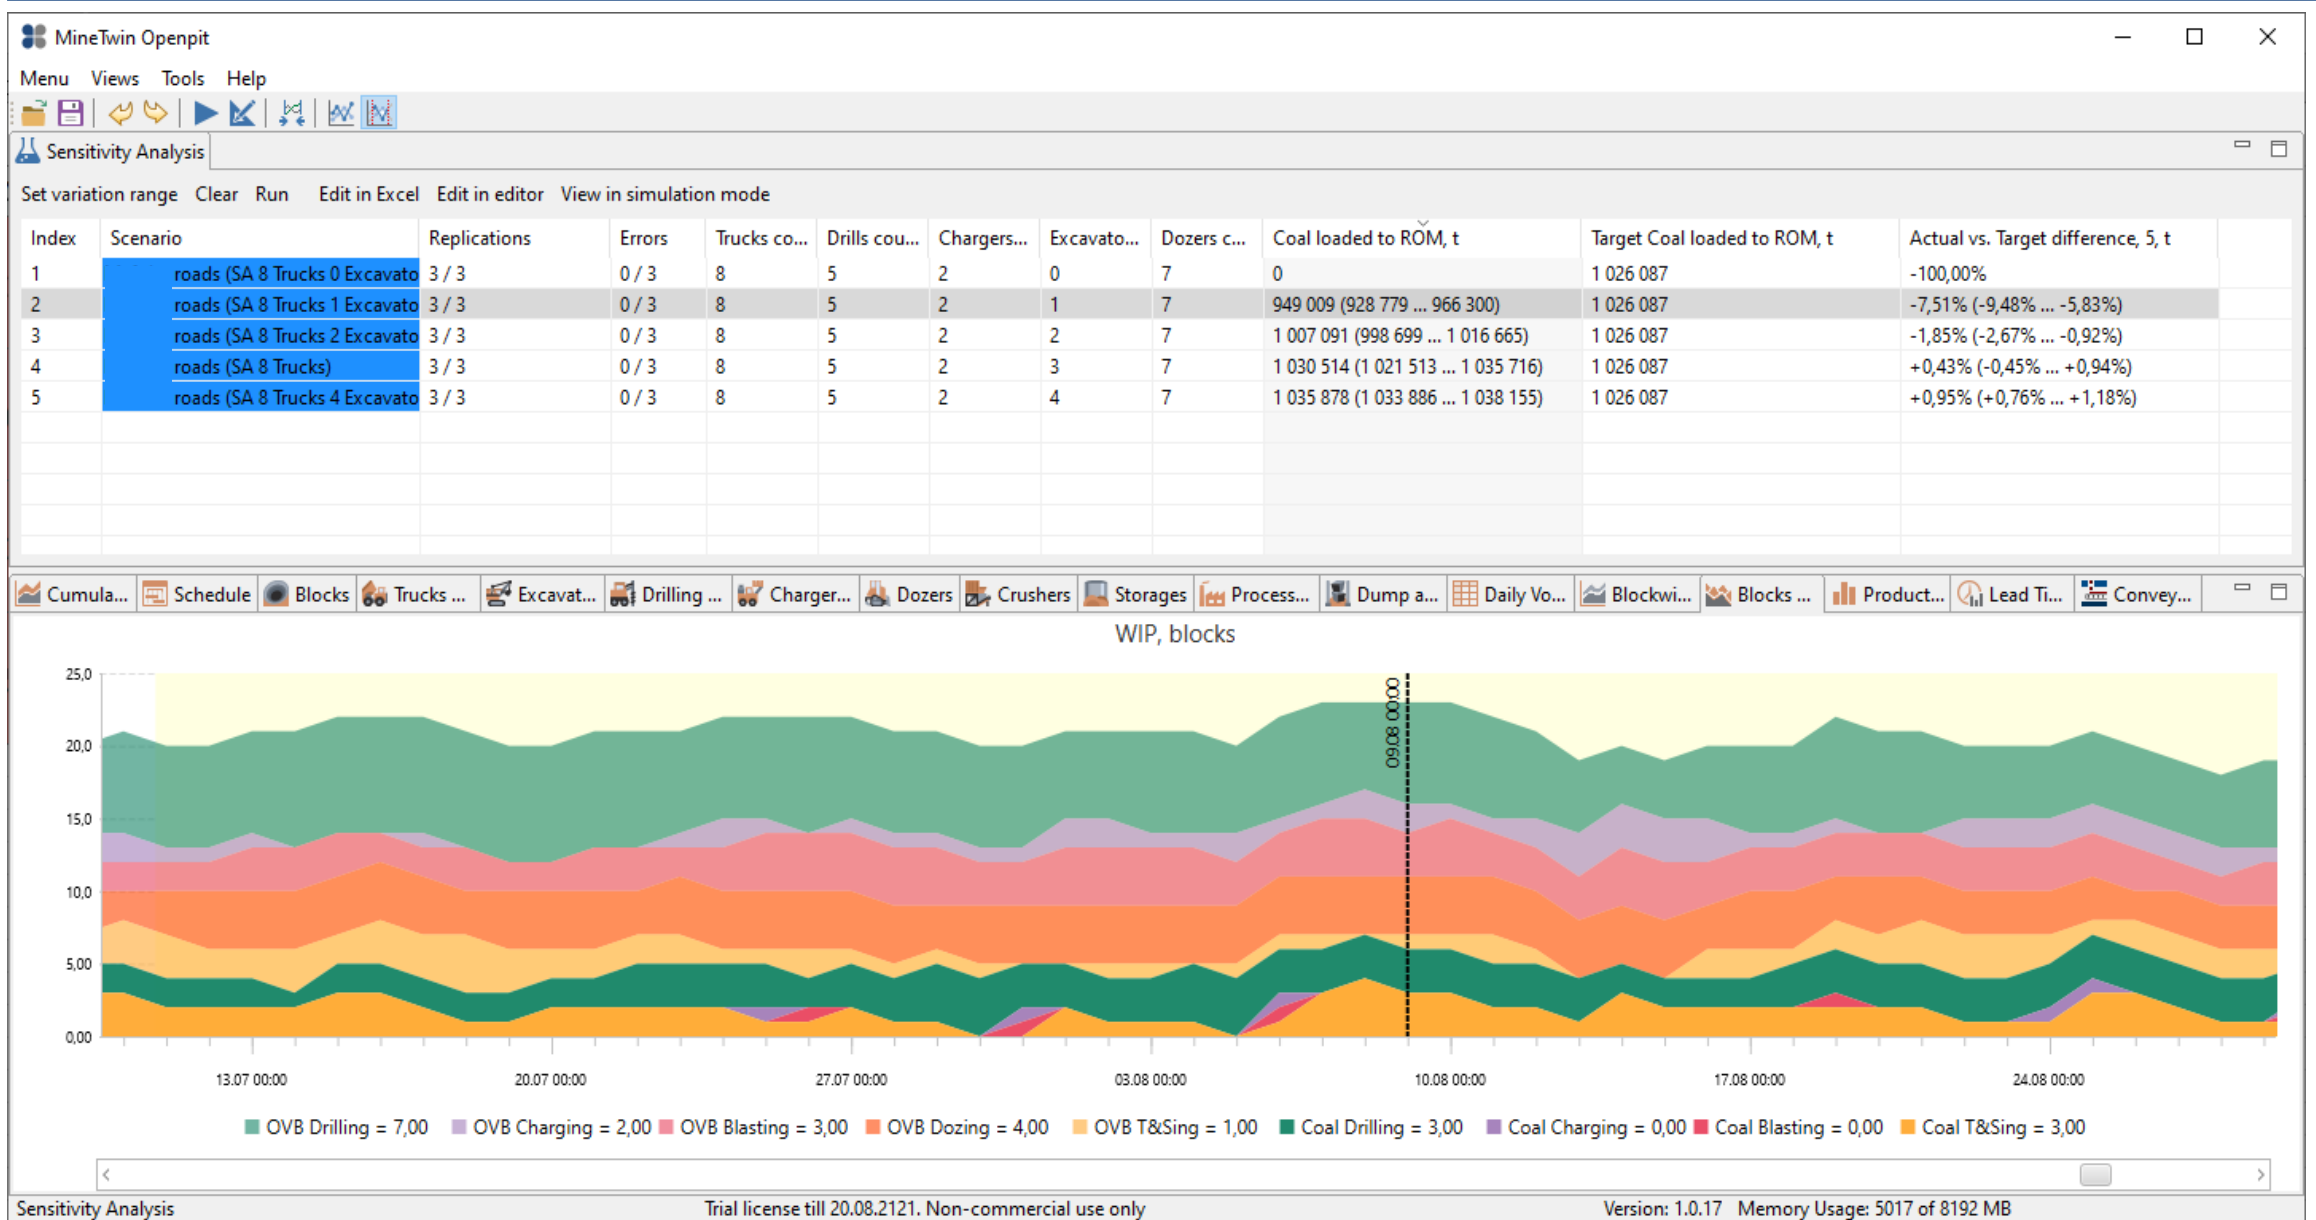 MineTwin Openpit
Menu Views Tools Help
Sensitivity Analysis
Set variation range Clear Run Edit in Excel Edit in editor View in simulation mode
Index Scenario Replications Errors Trucks co... Drills cou... Chargers... Excavato... Dozers c... Coal loaded to ROM, t Target Coal loaded to ROM, t Actual vs. Target difference, 5, t
1 roads (SA 8 Trucks 0 Excavato 3 / 3 0 / 3 8 5 2 0 7 0 1 026 087 -100,00%
2 roads (SA 8 Trucks 1 Excavato 3 / 3 0 / 3 8 5 2 1 7 949 009 (928 779 ... 966 300) 1 026 087 -7,51% (-9,48% ... -5,83%)
3 roads (SA 8 Trucks 2 Excavato 3 / 3 0 / 3 8 5 2 2 7 1 007 091 (998 699 ... 1 016 665) 1 026 087 -1,85% (-2,67% ... -0,92%)
4 roads (SA 8 Trucks) 3 / 3 0 / 3 8 5 2 3 7 1 030 514 (1 021 513 ... 1 035 716) 1 026 087 +0,43% (-0,45% ... +0,94%)
5 roads (SA 8 Trucks 4 Excavato 3 / 3 0 / 3 8 5 2 4 7 1 035 878 (1 033 886 ... 1 038 155) 1 026 087 +0,95% (+0,76% ... +1,18%)
Cumula... Schedule Blocks Trucks ... Excavat... Drilling ... Charger... Dozers Crushers Storages Process... Dump a... Daily Vo... Blockwi... Blocks ... Product... Lead Ti... Convey...
WIP, blocks
25,0
20,0
15,0
10,0
5,00
0,00
09.08 00:00
13.07 00:00 20.07 00:00 27.07 00:00 03.08 00:00 10.08 00:00 17.08 00:00 24.08 00:00
OVB Drilling = 7,00 OVB Charging = 2,00 OVB Blasting = 3,00 OVB Dozing = 4,00 OVB T&Sing = 1,00 Coal Drilling = 3,00 Coal Charging = 0,00 Coal Blasting = 0,00 Coal T&Sing = 3,00
Sensitivity Analysis Trial license till 20.08.2121. Non-commercial use only Version: 1.0.17 Memory Usage: 5017 of 8192 MB